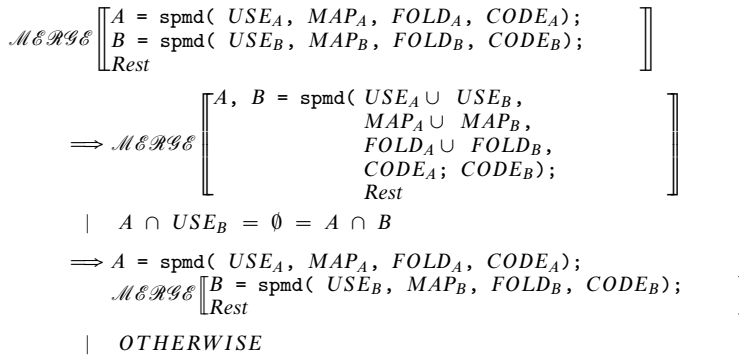 ℳℰℛ𝒢ℰ⟦A = spmd( USE_A, MAP_A, FOLD_A, CODE_A);
B = spmd( USE_B, MAP_B, FOLD_B, CODE_B);
Rest ⟧
⟹ ℳℰℛ𝒢ℰ⟦A, B = spmd( USE_A ∪ USE_B,
MAP_A ∪ MAP_B,
FOLD_A ∪ FOLD_B,
CODE_A; CODE_B);
Rest ⟧
| A ∩ USE_B = ∅ = A ∩ B
⟹ A = spmd( USE_A, MAP_A, FOLD_A, CODE_A);
ℳℰℛ𝒢ℰ⟦B = spmd( USE_B, MAP_B, FOLD_B, CODE_B);
Rest
| OTHERWISE